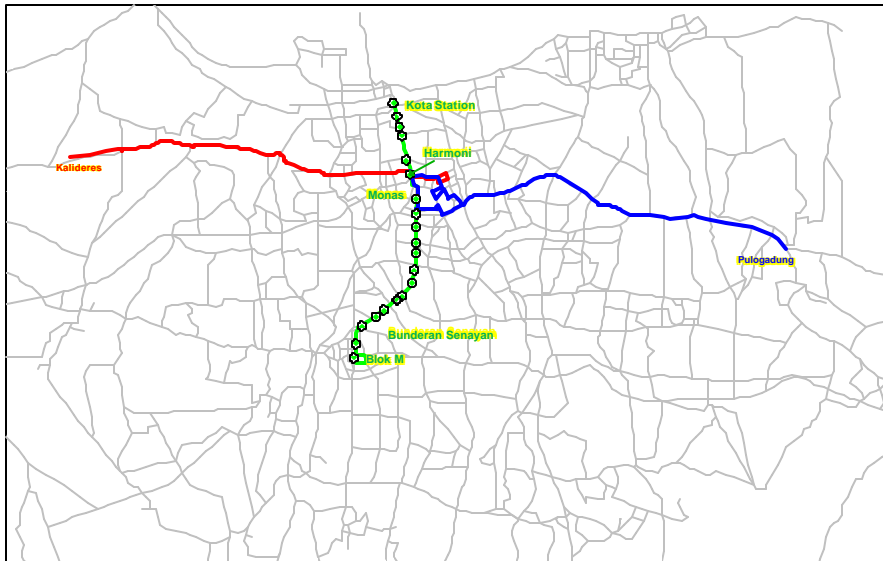 Kota Station
Harmoni
Kalideres
Monas
Pulogadung
Bunderan Senayan
Blok M